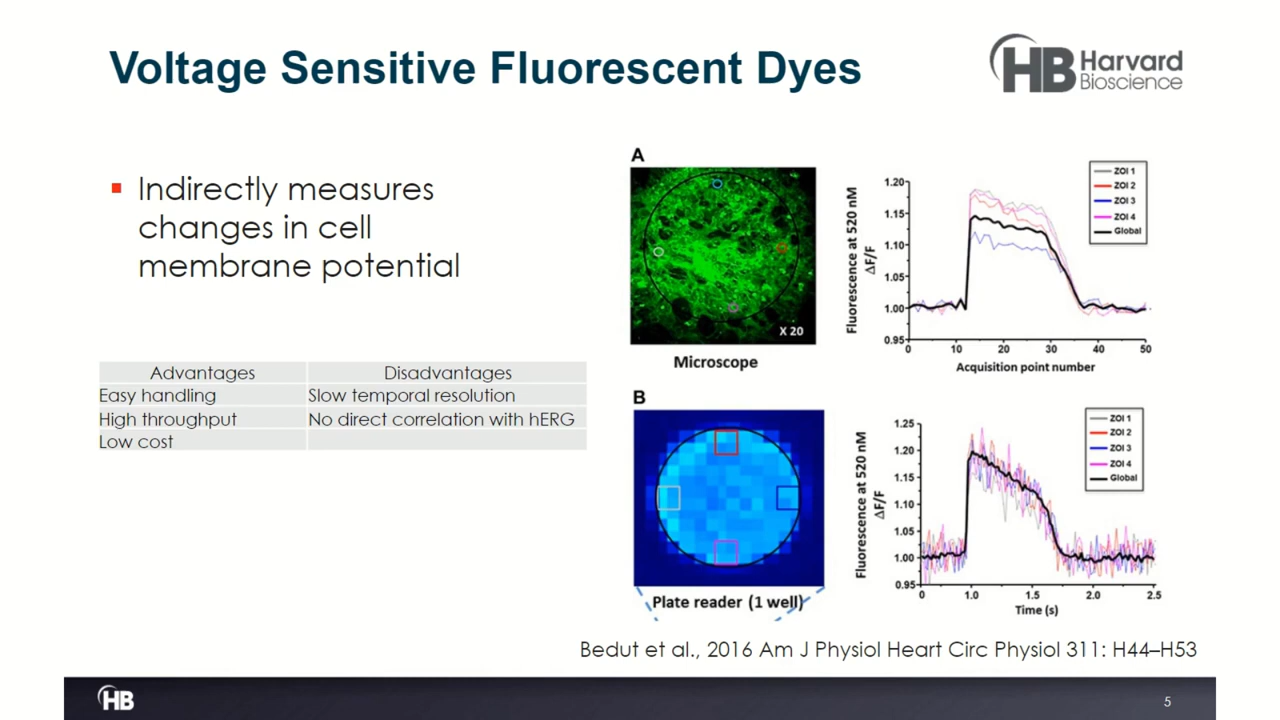 Voltage Sensitive Fluorescent Dyes
HB Harvard
Bioscience
Indirectly measures
changes in cell
membrane potential
Advantages Disadvantages
Easy handling Slow temporal resolution
High throughput No direct correlation with hERG
Low cost
A
X 20
Microscope
Fluorescence at 520 nM
ΔF/F
1.20
1.15
1.10
1.05
1.00
0.95
0 10 20 30 40 50
Acquisition point number
ZOI 1
ZOI 2
ZOI 3
ZOI 4
Global
B
Plate reader (1 well)
Fluorescence at 520 nM
ΔF/F
1.25
1.20
1.15
1.10
1.05
1.00
0.95
0 1.0 1.5 2.0 2.5
Time (s)
ZOI 1
ZOI 2
ZOI 3
ZOI 4
Global
Bedut et al., 2016 Am J Physiol Heart Circ Physiol 311: H44–H53
HB
5